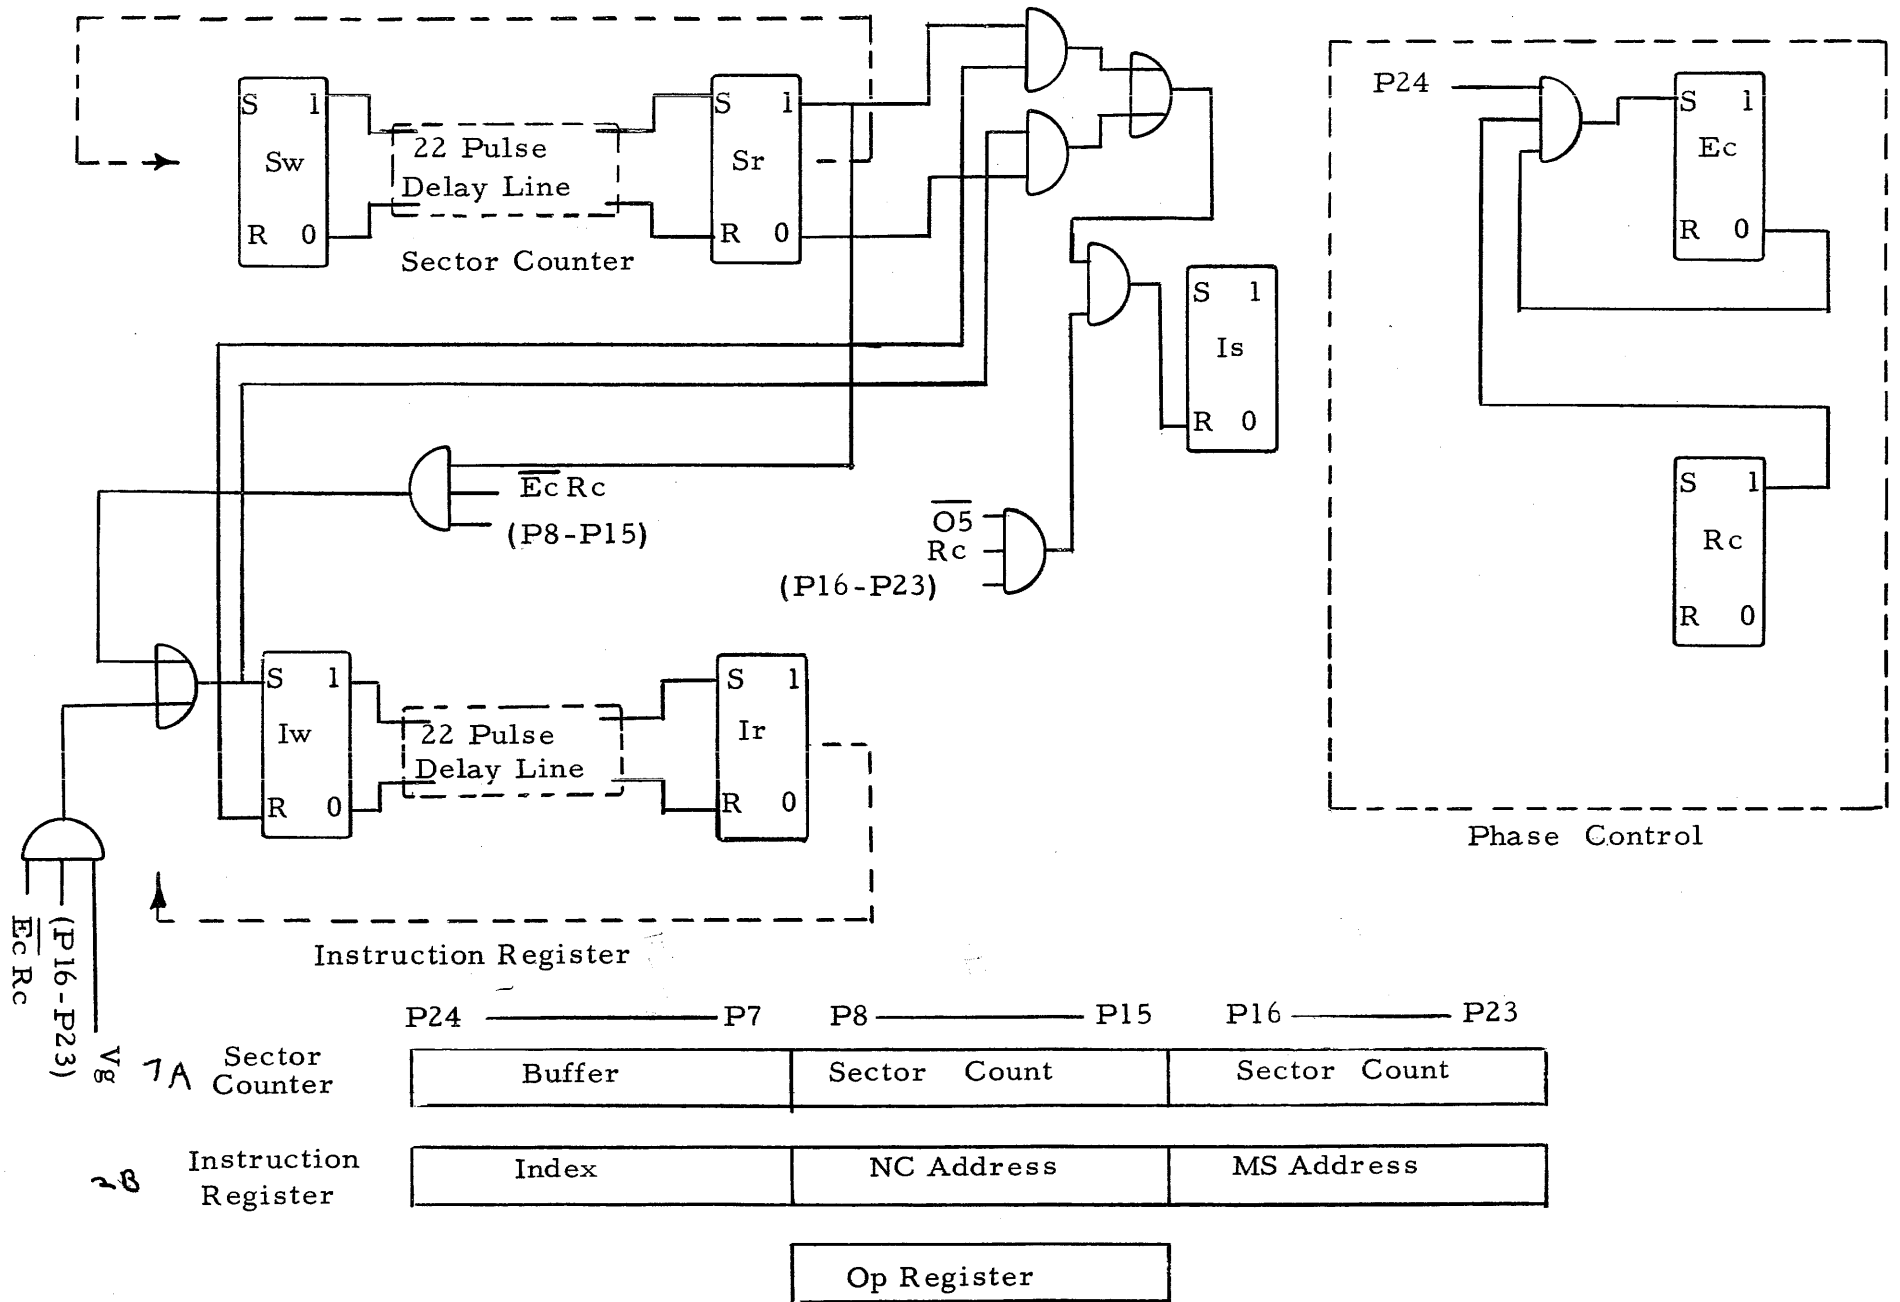 S 1
Sw
R 0
22 Pulse
Delay Line
S 1
Sr
R 0
Sector Counter
P24
S 1
Ec
R 0
S 1
Is
R 0
E̅c̅ Rc
(P8-P15)
O̅5̅
Rc
(P16-P23)
S 1
Rc
R 0
Phase Control
S 1
Iw
R 0
22 Pulse
Delay Line
S 1
Ir
R 0
Instruction Register
E̅c̅ Rc
(P16-P23)
Vg
P24 P7 P8 P15 P16 P23
Sector
Counter
Buffer
Sector Count
Sector Count
Instruction
Register
Index
NC Address
MS Address
Op Register